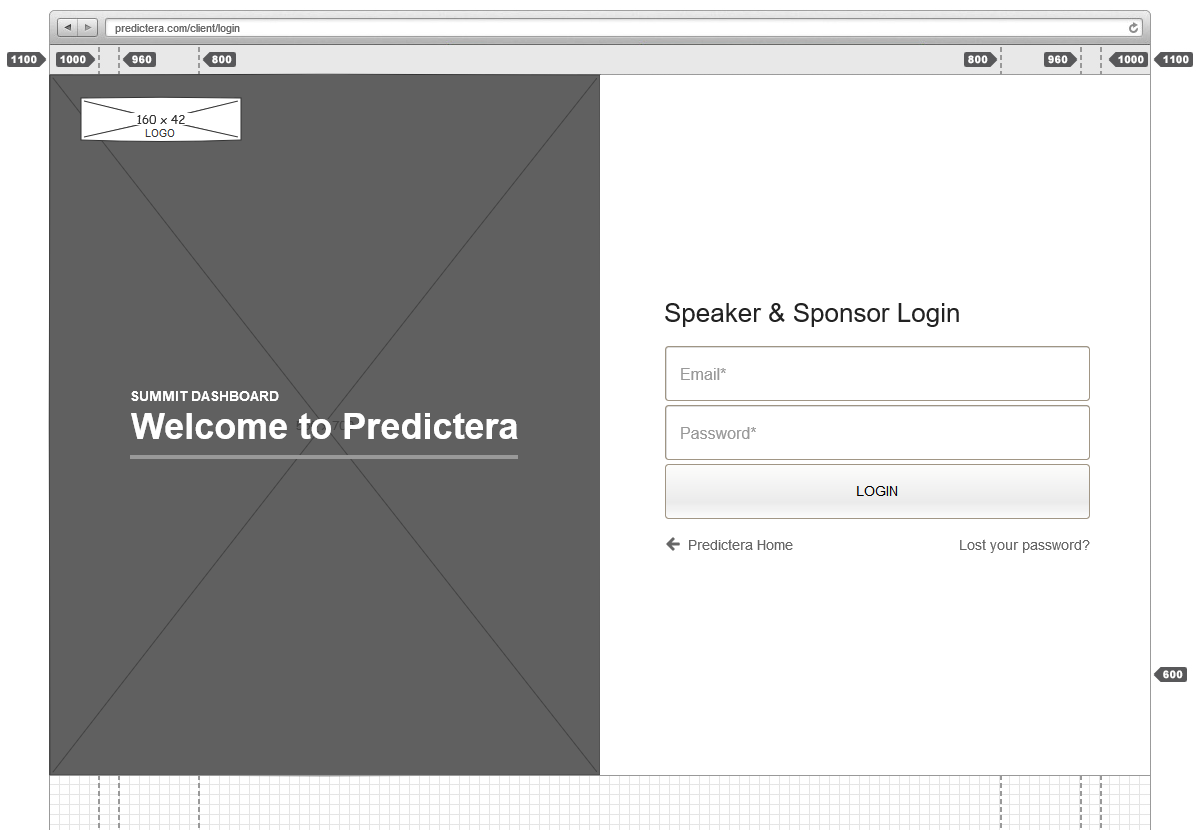 predictera.com/client/login
1100
1000
960
800
800
960
1000
1100
160 x 42
LOGO
SUMMIT DASHBOARD
Welcome to Predictera
Speaker & Sponsor Login
Email*
Password*
LOGIN
Predictera Home
Lost your password?
600